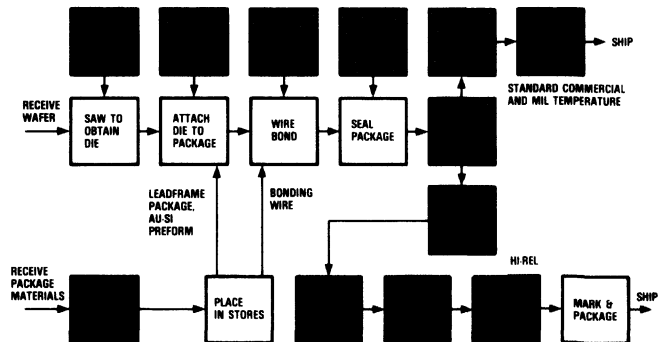 SHIP
STANDARD COMMERCIAL
AND MIL TEMPERATURE
RECEIVE
WAFER
SAW TO
OBTAIN
DIE
ATTACH
DIE TO
PACKAGE
WIRE
BOND
SEAL
PACKAGE
LEADFRAME
PACKAGE,
AU-SI
PREFORM
BONDING
WIRE
HI-REL
RECEIVE
PACKAGE
MATERIALS
PLACE
IN STORES
MARK &
PACKAGE
SHIP